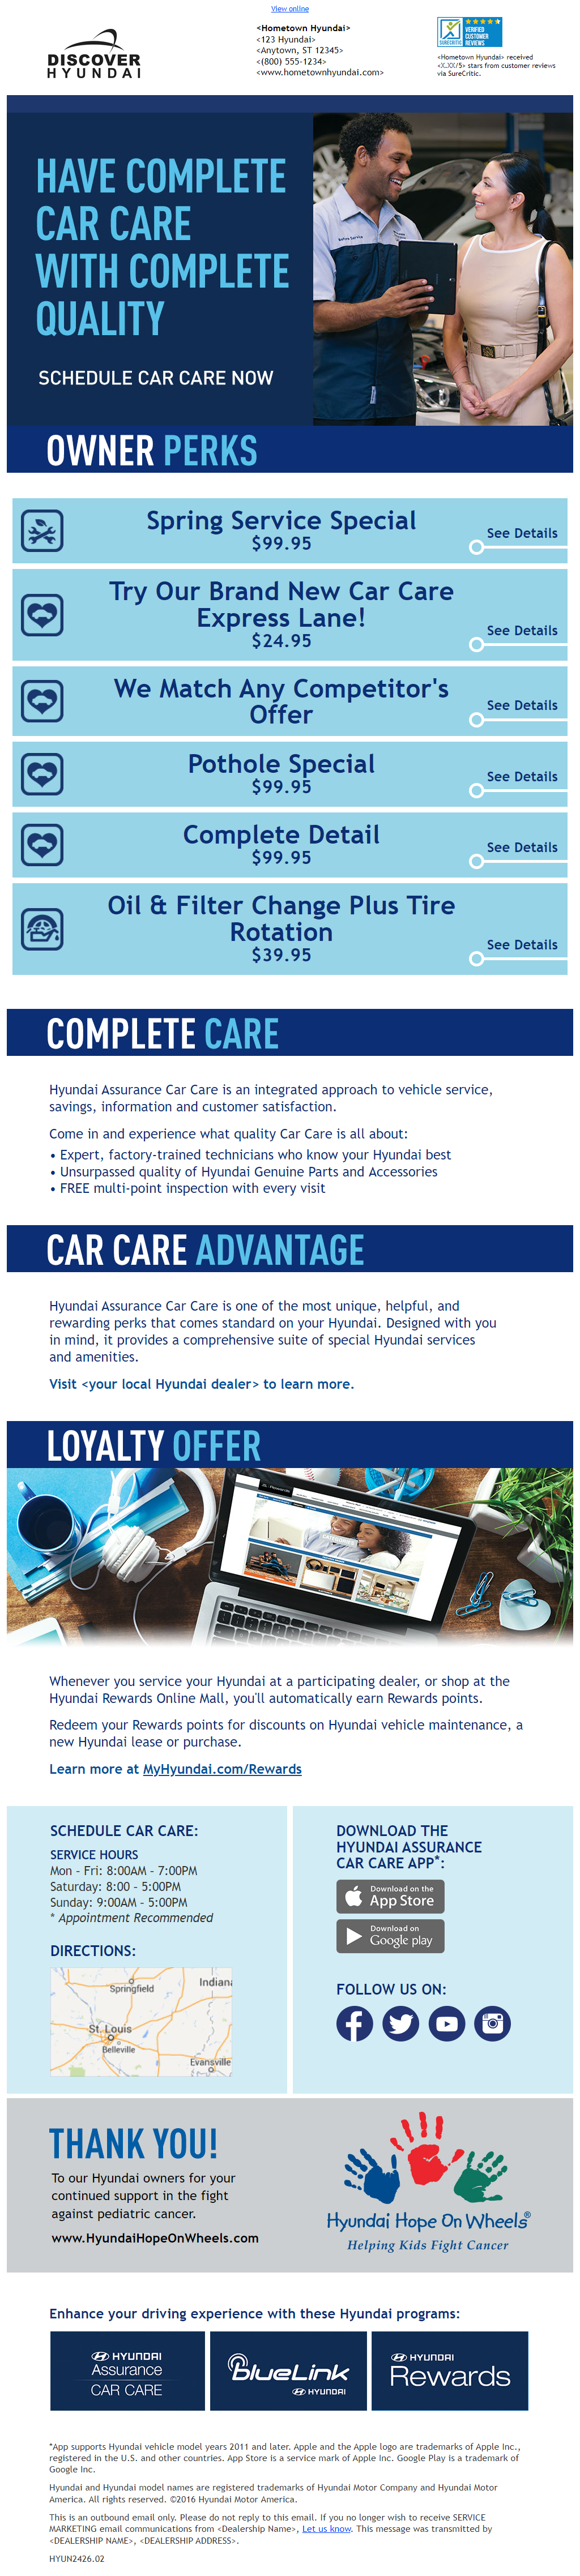 View online
DISCOVER
HYUNDAI
<Hometown Hyundai>
<123 Hyundai>
<Anytown, ST 12345>
<(800) 555-1234>
<www.hometownhyundai.com>
SURECRITIC
VERIFIED
CUSTOMER
REVIEWS
<Hometown Hyundai> received
<X.XX/5> stars from customer reviews
via SureCritic.
HAVE COMPLETE
CAR CARE
WITH COMPLETE
QUALITY
SCHEDULE CAR CARE NOW
OWNER PERKS
Spring Service Special
$99.95
See Details
Try Our Brand New Car Care
Express Lane!
$24.95
See Details
We Match Any Competitor's
Offer
See Details
Pothole Special
$99.95
See Details
Complete Detail
$99.95
See Details
Oil & Filter Change Plus Tire
Rotation
$39.95
See Details
COMPLETE CARE
Hyundai Assurance Car Care is an integrated approach to vehicle service,
savings, information and customer satisfaction.
Come in and experience what quality Car Care is all about:
• Expert, factory-trained technicians who know your Hyundai best
• Unsurpassed quality of Hyundai Genuine Parts and Accessories
• FREE multi-point inspection with every visit
CAR CARE ADVANTAGE
Hyundai Assurance Car Care is one of the most unique, helpful, and
rewarding perks that comes standard on your Hyundai. Designed with you
in mind, it provides a comprehensive suite of special Hyundai services
and amenities.
Visit <your local Hyundai dealer> to learn more.
LOYALTY OFFER
Whenever you service your Hyundai at a participating dealer, or shop at the
Hyundai Rewards Online Mall, you'll automatically earn Rewards points.
Redeem your Rewards points for discounts on Hyundai vehicle maintenance, a
new Hyundai lease or purchase.
Learn more at MyHyundai.com/Rewards
SCHEDULE CAR CARE:
SERVICE HOURS
Mon - Fri: 8:00AM - 7:00PM
Saturday: 8:00 - 5:00PM
Sunday: 9:00AM - 5:00PM
* Appointment Recommended
DIRECTIONS:
Springfield
Indiana
St. Louis
Belleville
Evansville
DOWNLOAD THE
HYUNDAI ASSURANCE
CAR CARE APP*:
Download on the
App Store
Download on
Google play
FOLLOW US ON:
THANK YOU!
To our Hyundai owners for your
continued support in the fight
against pediatric cancer.
www.HyundaiHopeOnWheels.com
Hyundai Hope On Wheels®
Helping Kids Fight Cancer
Enhance your driving experience with these Hyundai programs:
HYUNDAI
Assurance
CAR CARE
blueLink
HYUNDAI
HYUNDAI
Rewards
*App supports Hyundai vehicle model years 2011 and later. Apple and the Apple logo are trademarks of Apple Inc.,
registered in the U.S. and other countries. App Store is a service mark of Apple Inc. Google Play is a trademark of
Google Inc.
Hyundai and Hyundai model names are registered trademarks of Hyundai Motor Company and Hyundai Motor
America. All rights reserved. ©2016 Hyundai Motor America.
This is an outbound email only. Please do not reply to this email. If you no longer wish to receive SERVICE
MARKETING email communications from <Dealership Name>, Let us know. This message was transmitted by
<DEALERSHIP NAME>, <DEALERSHIP ADDRESS>.
HYUN2426.02